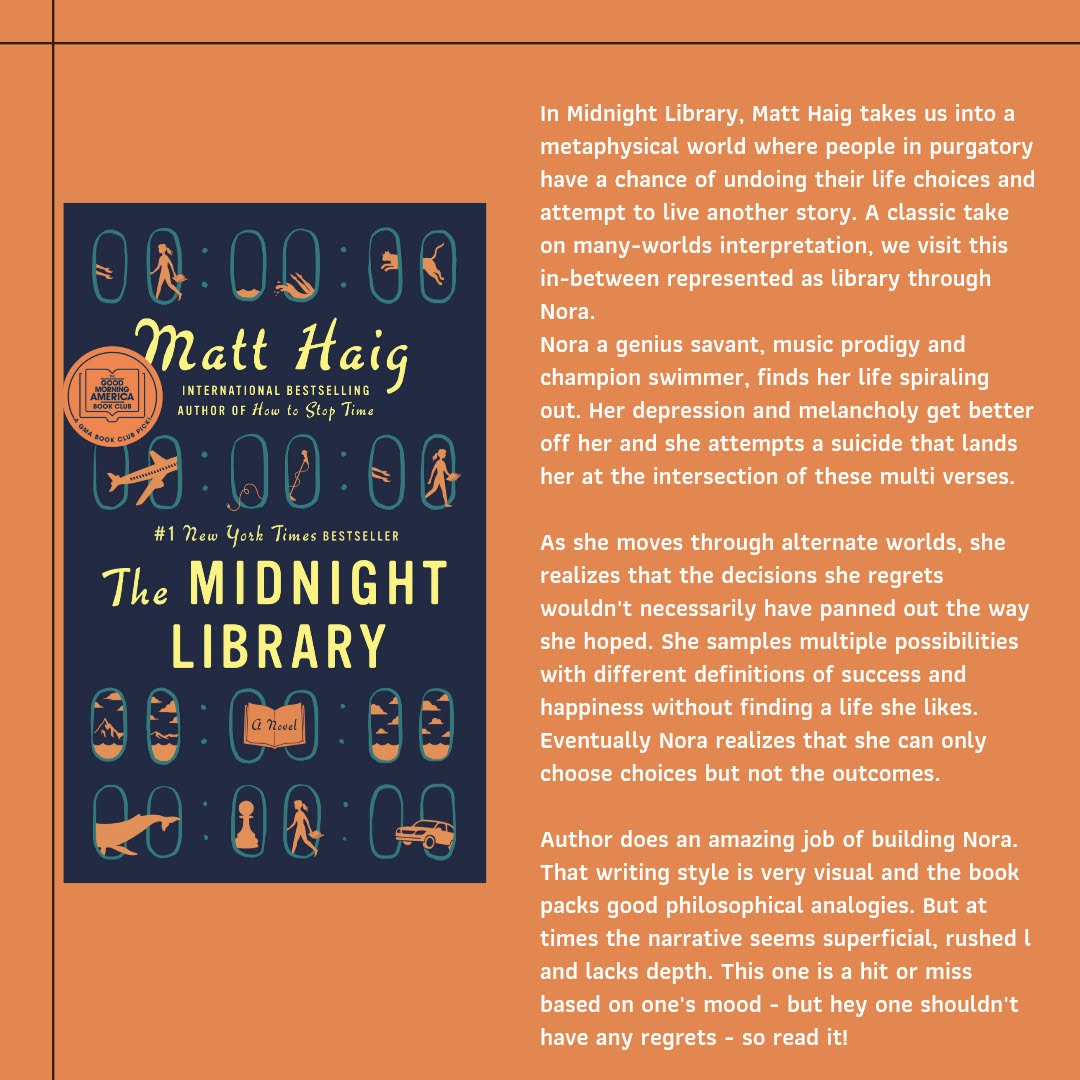 Matt Haig
THE
GOOD
MORNING
AMERICA
BOOK CLUB
A GMA BOOK CLUB PICK
INTERNATIONAL BESTSELLING
AUTHOR OF How to Stop Time
#1 New York Times BESTSELLER
The MIDNIGHT
LIBRARY
A Novel
In Midnight Library, Matt Haig takes us into a
metaphysical world where people in purgatory
have a chance of undoing their life choices and
attempt to live another story. A classic take
on many-worlds interpretation, we visit this
in-between represented as library through
Nora.
Nora a genius savant, music prodigy and
champion swimmer, finds her life spiraling
out. Her depression and melancholy get better
off her and she attempts a suicide that lands
her at the intersection of these multi verses.
As she moves through alternate worlds, she
realizes that the decisions she regrets
wouldn't necessarily have panned out the way
she hoped. She samples multiple possibilities
with different definitions of success and
happiness without finding a life she likes.
Eventually Nora realizes that she can only
choose choices but not the outcomes.
Author does an amazing job of building Nora.
That writing style is very visual and the book
packs good philosophical analogies. But at
times the narrative seems superficial, rushed l
and lacks depth. This one is a hit or miss
based on one's mood - but hey one shouldn't
have any regrets - so read it!